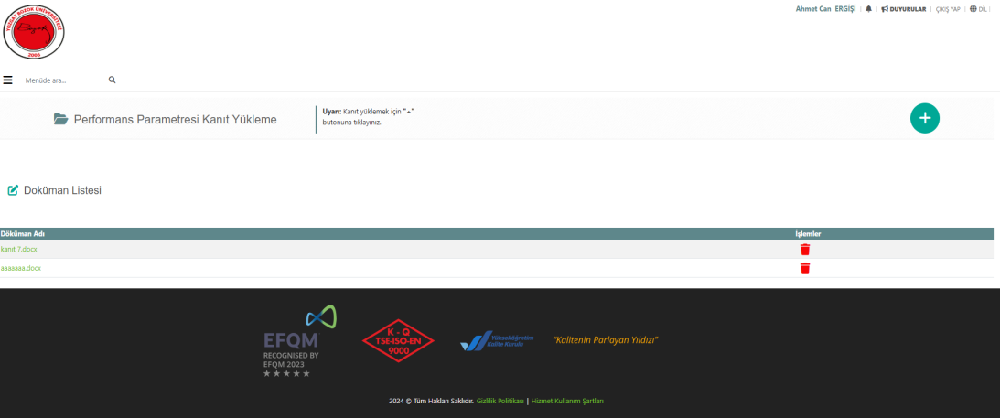 YOZGAT BOZOK ÜNİVERSİTESİ
Bozok
2006
Ahmet Can ERGİŞİ | | DUYURULAR | ÇIKIŞ YAP | DİL |
Menüde ara...
Performans Parametresi Kanıt Yükleme
Uyarı: Kanıt yüklemek için "+"
butonuna tıklayınız.
Doküman Listesi
Döküman Adı İşlemler
kanıt 7.docx
aaaaaaa.docx
EFQM
RECOGNISED BY
EFQM 2023
★★★★★
K - Q
TSE-ISO-EN
9000
Yükseköğretim
Kalite Kurulu
"Kalitenin Parlayan Yıldızı"
2024 © Tüm Hakları Saklıdır. Gizlilik Politikası | Hizmet Kullanım Şartları